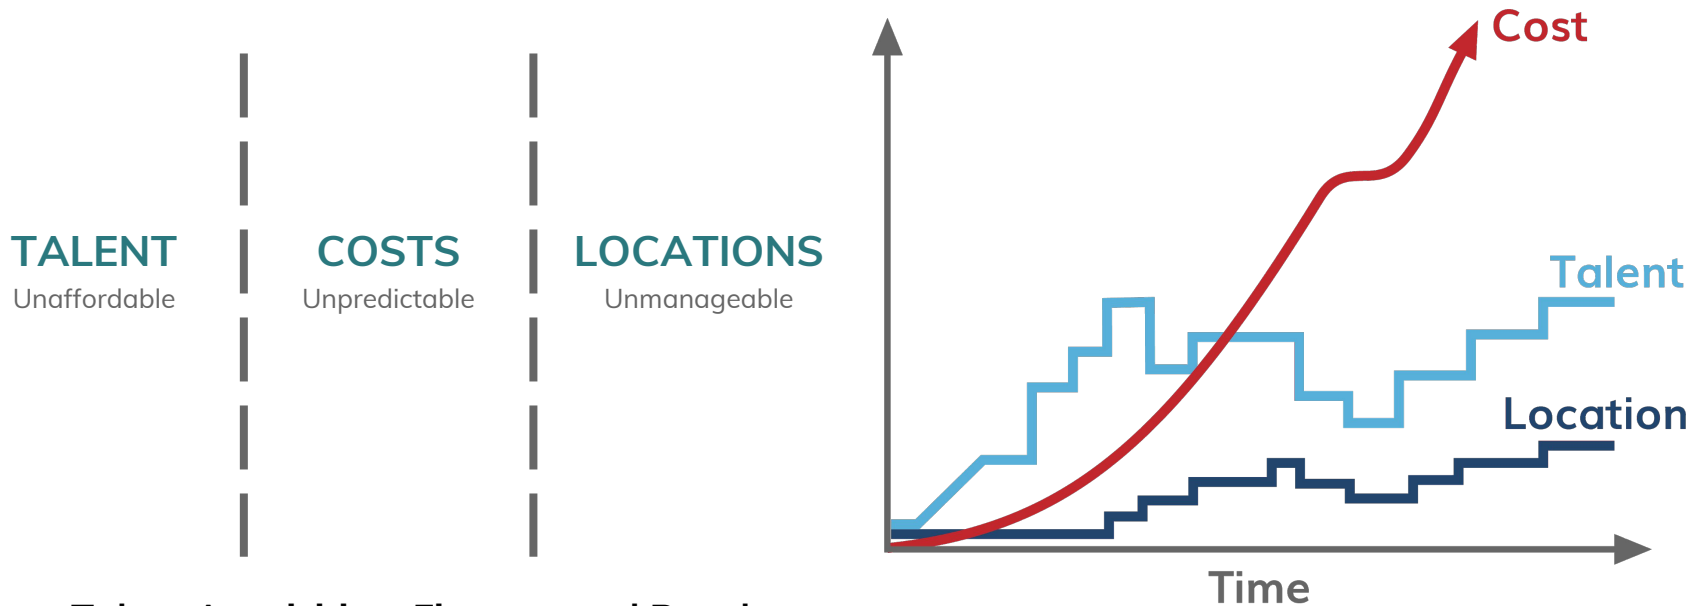 TALENT
Unaffordable
COSTS
Unpredictable
LOCATIONS
Unmanageable
Cost
Talent
Location
Time